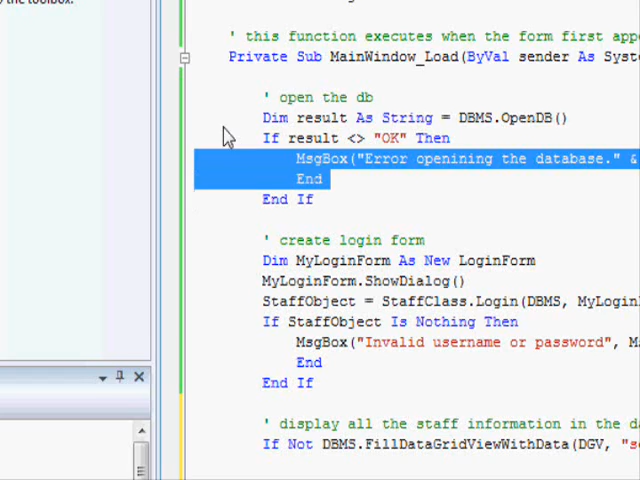 the toolbox.
' this function executes when the form first appe
Private Sub MainWindow_Load(ByVal sender As Syste
' open the db
Dim result As String = DBMS.OpenDB()
If result <> "OK" Then
MsgBox("Error openining the database." &
End
End If
' create login form
Dim MyLoginForm As New LoginForm
MyLoginForm.ShowDialog()
StaffObject = StaffClass.Login(DBMS, MyLogin
If StaffObject Is Nothing Then
MsgBox("Invalid username or password", M
End
End If
' display all the staff information in the da
If Not DBMS.FillDataGridViewWithData(DGV, "s